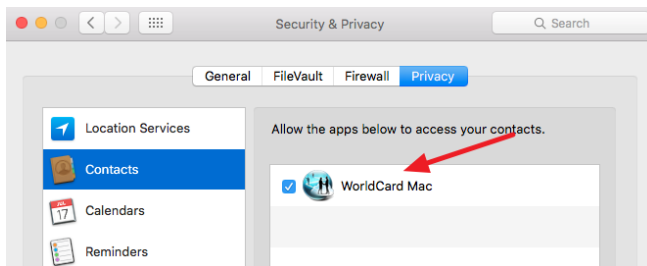 Security & Privacy
Search
General FileVault Firewall Privacy
Location Services
Allow the apps below to access your contacts.
Contacts
WorldCard Mac
JUL
17
Calendars
Reminders